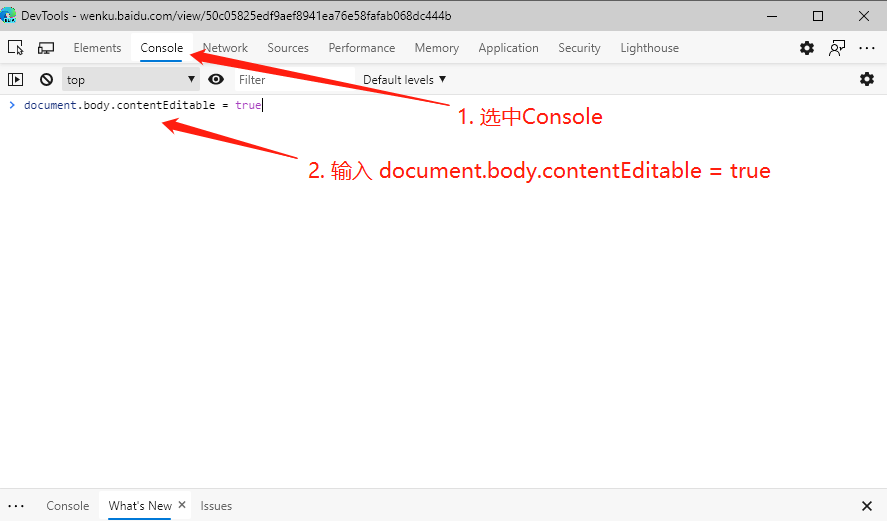 DevTools - wenku.baidu.com/view/50c05825edf9aef8941ea76e58fafab068dc444b
Elements Console Network Sources Performance Memory Application Security Lighthouse
top Filter Default levels
document.body.contentEditable = true
1. 选中Console
2. 输入 document.body.contentEditable = true
Console What's New Issues